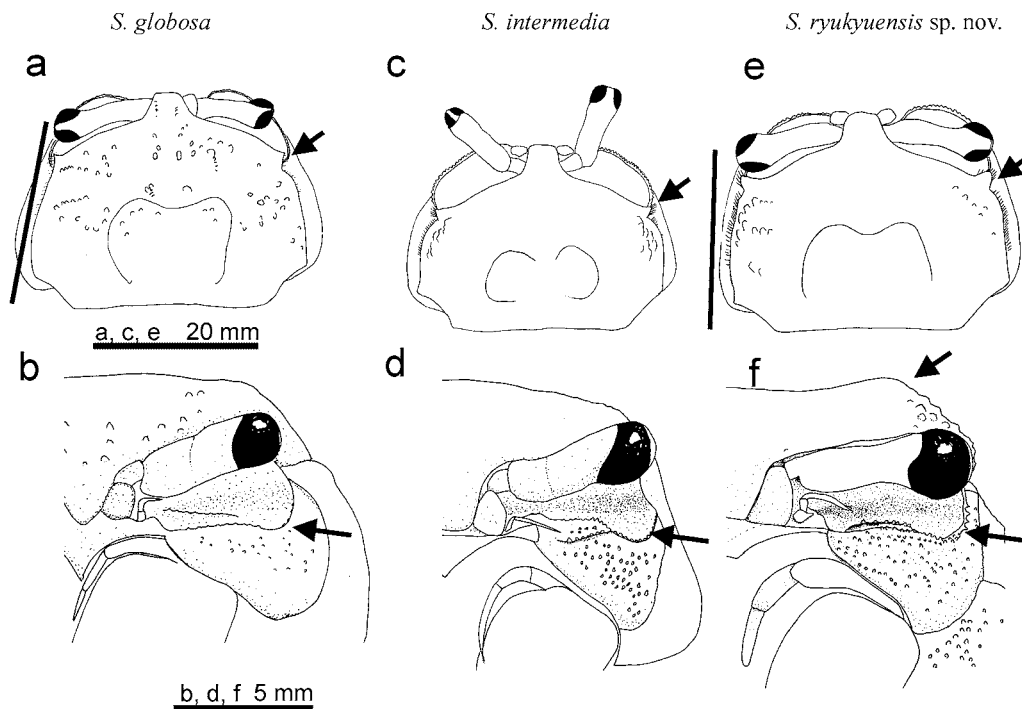 S. globosa S. intermedia S. ryukyuensis sp. nov.
a c e
a, c, e 20 mm
b d f
b, d, f 5 mm